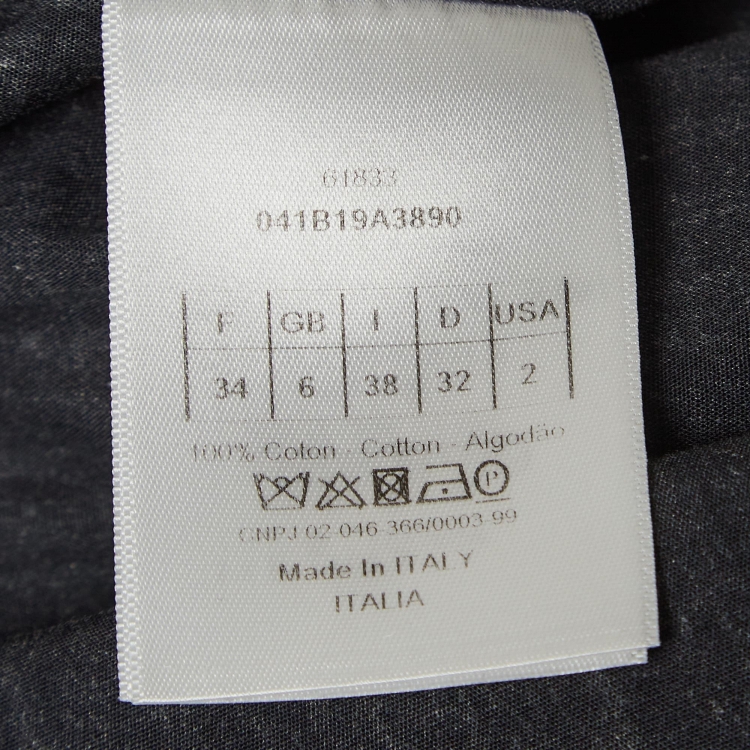 61833
041B19A3890
F GB I D USA
34 6 38 32 2
100% Coton - Cotton - Algodão
P
CNPJ 02-046-366/0003-99
Made In ITALY
ITALIA